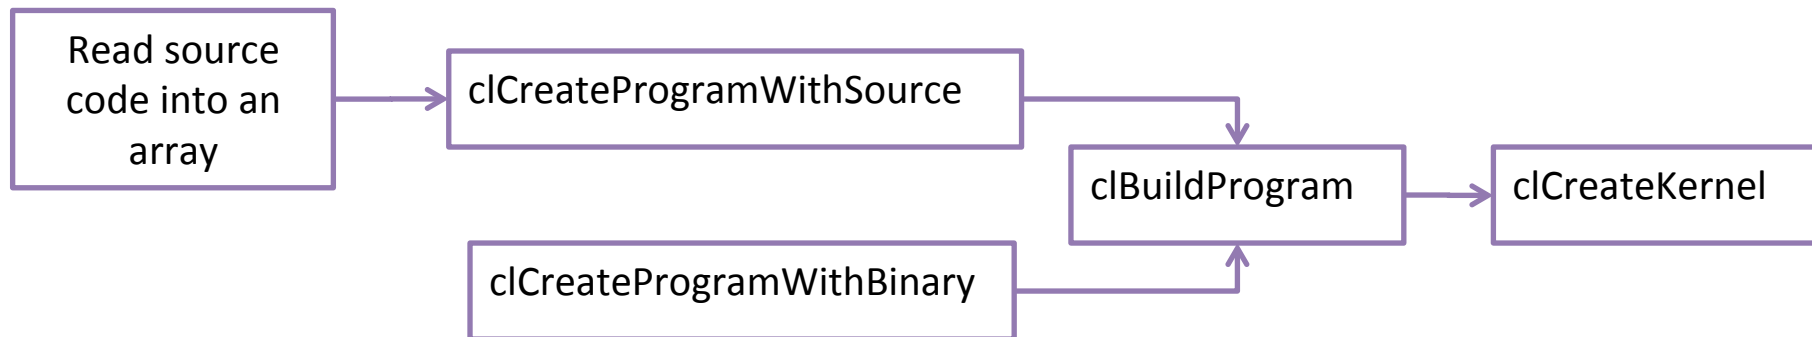 Read source
code into an
array
clCreateProgramWithSource
clBuildProgram
clCreateKernel
clCreateProgramWithBinary